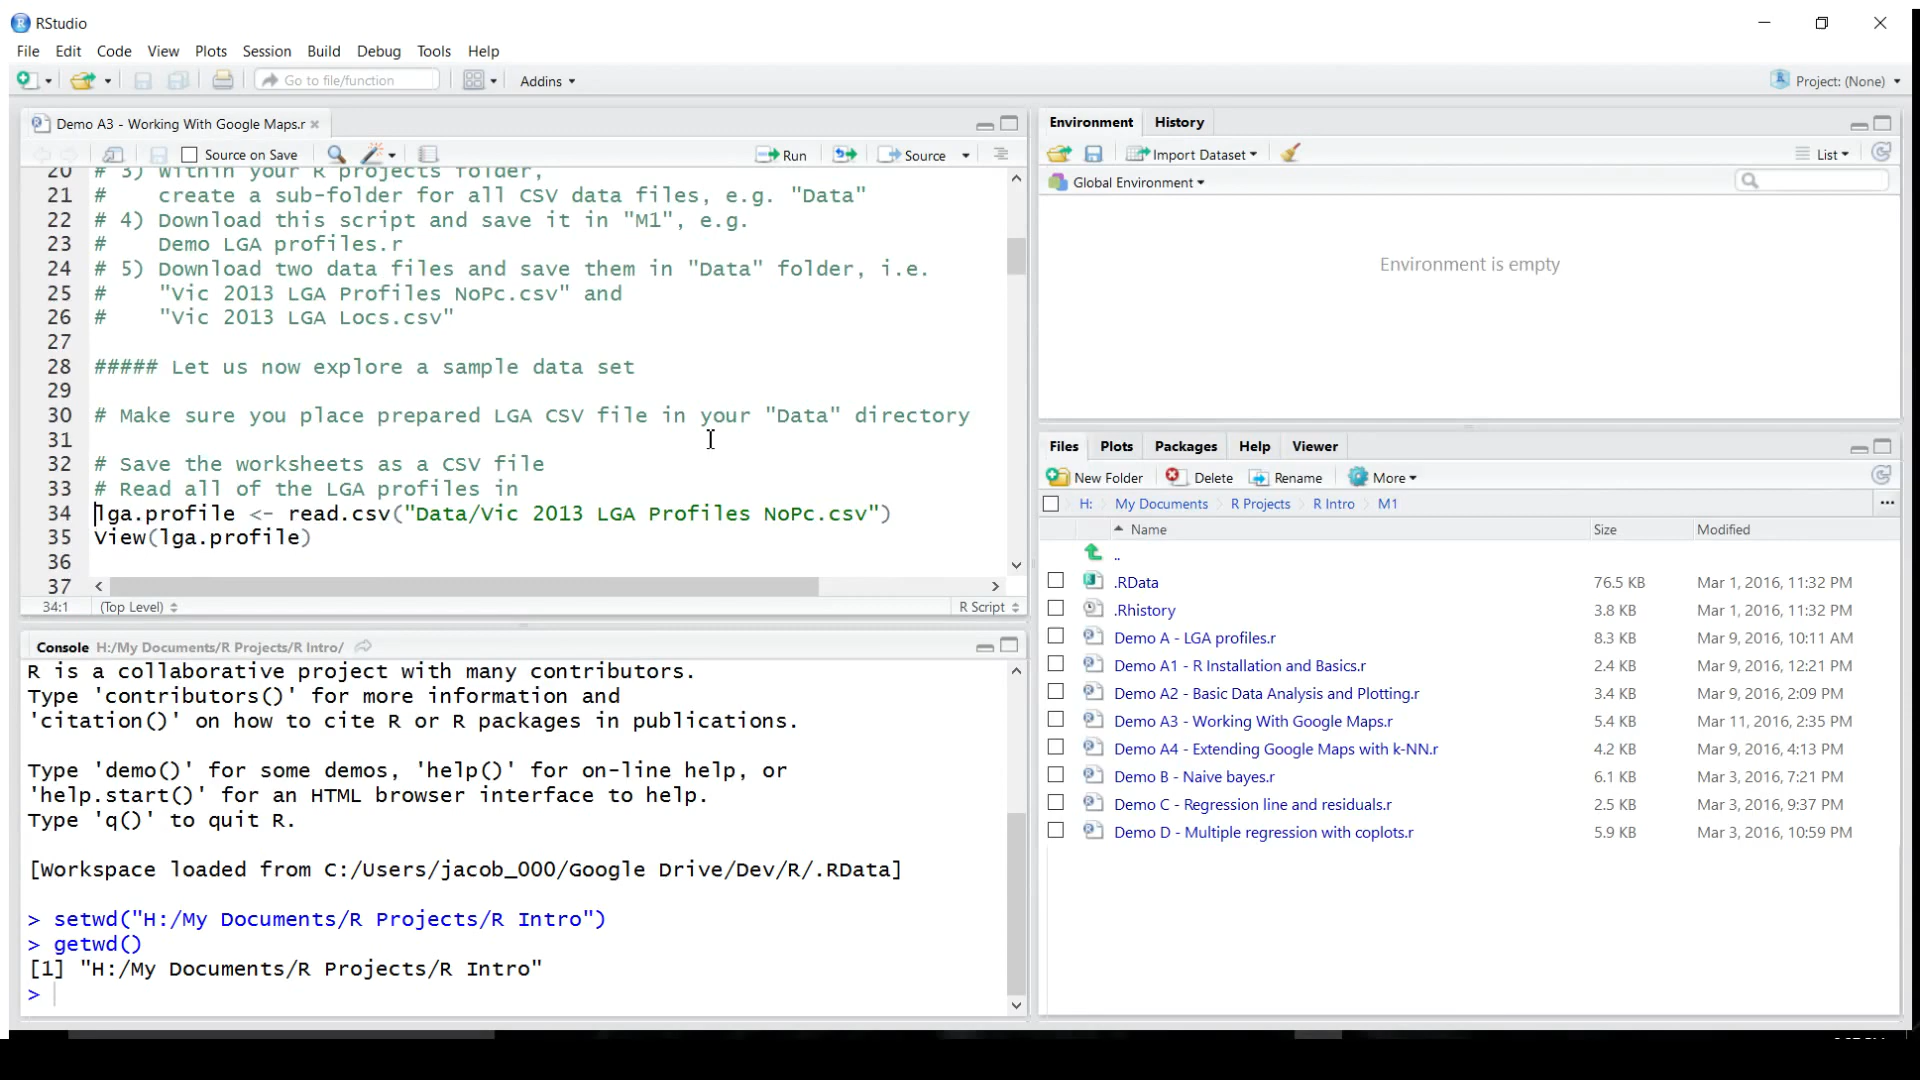 RStudio
File Edit Code View Plots Session Build Debug Tools Help
Go to file/function Addins Project: (None)
Demo A3 - Working With Google Maps.r
Source on Save Run Source
20 # 3) Within your R projects folder,
21 #    create a sub-folder for all CSV data files, e.g. "Data"
22 # 4) Download this script and save it in "M1", e.g.
23 #    Demo LGA profiles.r
24 # 5) Download two data files and save them in "Data" folder, i.e.
25 #    "Vic 2013 LGA Profiles NoPc.csv" and
26 #    "Vic 2013 LGA Locs.csv"
27
28 ##### Let us now explore a sample data set
29
30 # Make sure you place prepared LGA CSV file in your "Data" directory
31
32 # Save the worksheets as a CSV file
33 # Read all of the LGA profiles in
34 lga.profile <- read.csv("Data/Vic 2013 LGA Profiles NoPc.csv")
35 View(lga.profile)
36
37
34:1 (Top Level) R Script
Console H:/My Documents/R Projects/R Intro/
R is a collaborative project with many contributors.
Type 'contributors()' for more information and
'citation()' on how to cite R or R packages in publications.
Type 'demo()' for some demos, 'help()' for on-line help, or
'help.start()' for an HTML browser interface to help.
Type 'q()' to quit R.
[Workspace loaded from C:/Users/jacob_000/Google Drive/Dev/R/.RData]
> setwd("H:/My Documents/R Projects/R Intro")
> getwd()
[1] "H:/My Documents/R Projects/R Intro"
>
Environment History
Import Dataset List
Global Environment
Environment is empty
Files Plots Packages Help Viewer
New Folder Delete Rename More
H: My Documents R Projects R Intro M1 ...
Name Size Modified
..
.RData 76.5 KB Mar 1, 2016, 11:32 PM
.Rhistory 3.8 KB Mar 1, 2016, 11:32 PM
Demo A - LGA profiles.r 8.3 KB Mar 9, 2016, 10:11 AM
Demo A1 - R Installation and Basics.r 2.4 KB Mar 9, 2016, 12:21 PM
Demo A2 - Basic Data Analysis and Plotting.r 3.4 KB Mar 9, 2016, 2:09 PM
Demo A3 - Working With Google Maps.r 5.4 KB Mar 11, 2016, 2:35 PM
Demo A4 - Extending Google Maps with k-NN.r 4.2 KB Mar 9, 2016, 4:13 PM
Demo B - Naive bayes.r 6.1 KB Mar 3, 2016, 7:21 PM
Demo C - Regression line and residuals.r 2.5 KB Mar 3, 2016, 9:37 PM
Demo D - Multiple regression with coplots.r 5.9 KB Mar 3, 2016, 10:59 PM